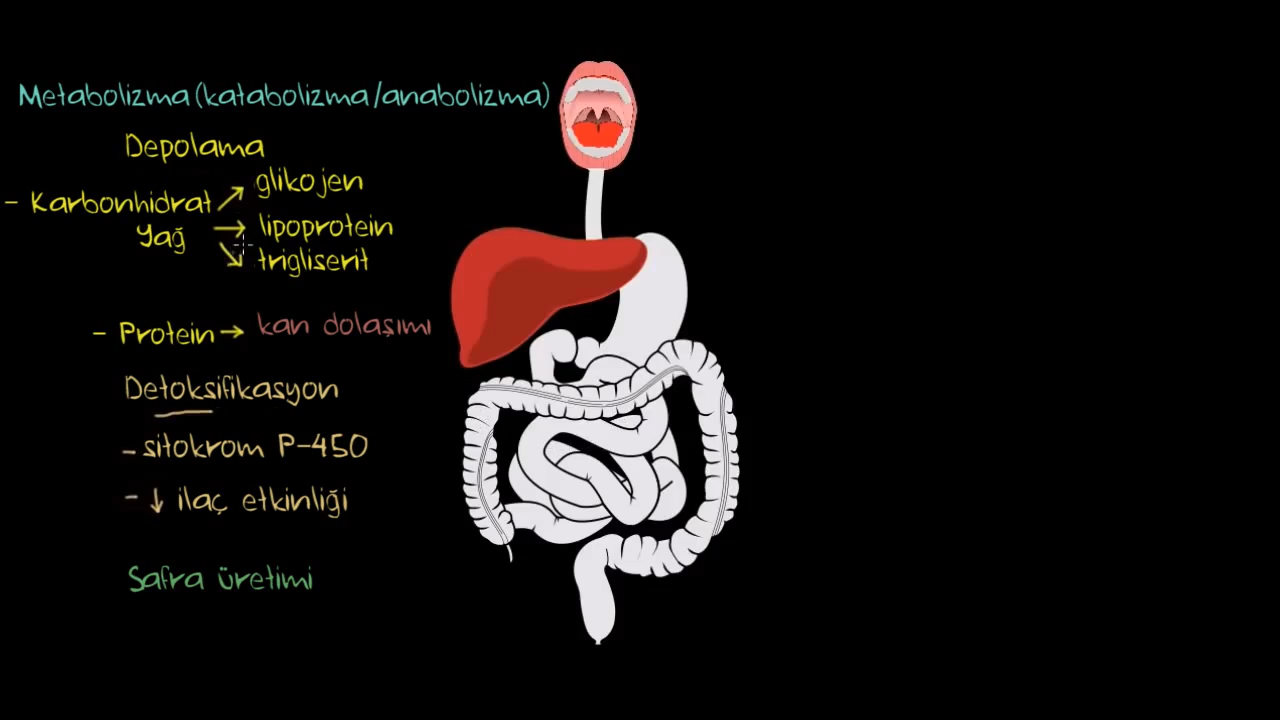 Metabolizma (katabolizma/anabolizma)
Depolama
- Karbonhidrat ↗ glikojen
Yağ → lipoprotein
↘ trigliserit
- Protein → kan dolaşımı
Detoksifikasyon
- sitokrom P-450
- ↓ ilaç etkinliği
Safra üretimi